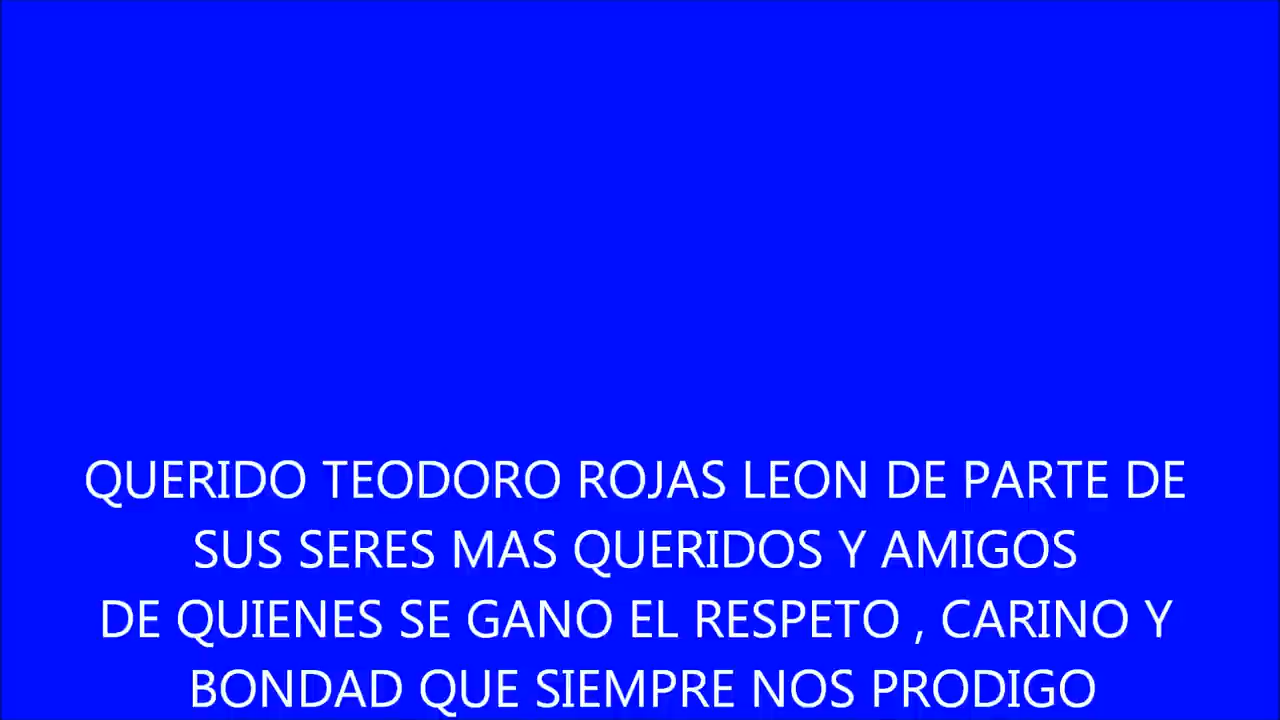 QUERIDO TEODORO ROJAS LEON DE PARTE DE
SUS SERES MAS QUERIDOS Y AMIGOS
DE QUIENES SE GANO EL RESPETO , CARINO Y
BONDAD QUE SIEMPRE NOS PRODIGO